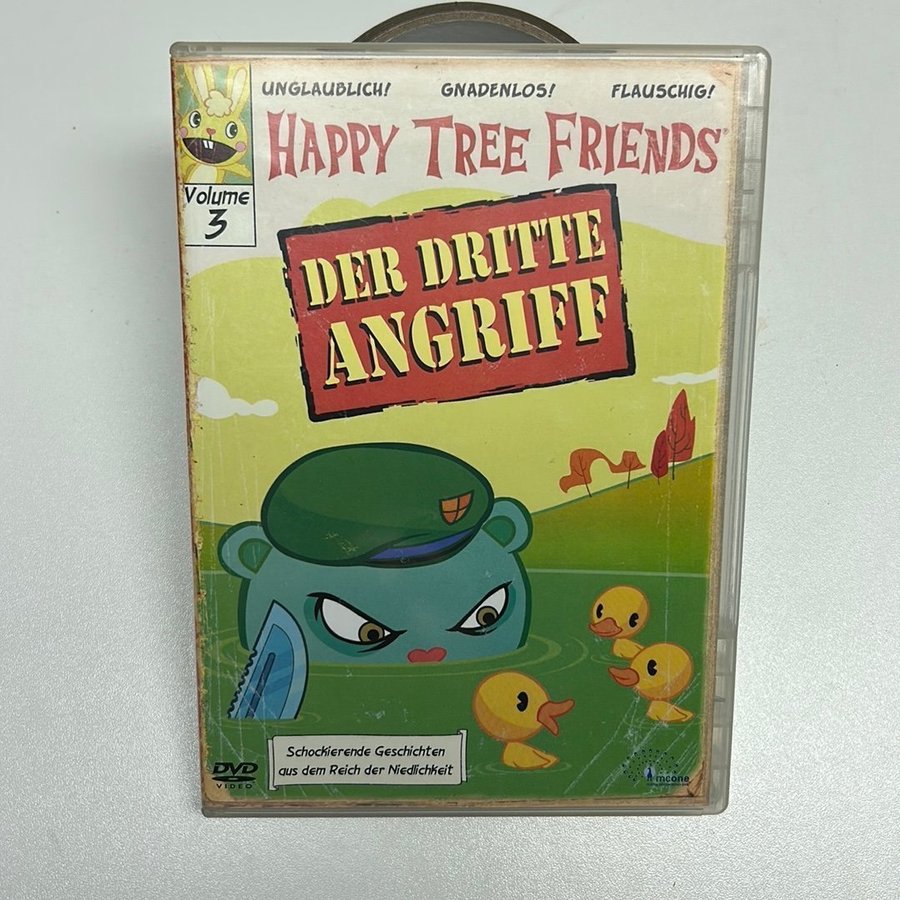 UNGLAUBLICH! GNADENLOS! FLAUSCHIG!
HAPPY TREE FRIENDS®
Volume
3
DER DRITTE
ANGRIFF
Schockierende Geschichten
aus dem Reich der Niedlichkeit
DVD
VIDEO
mcone